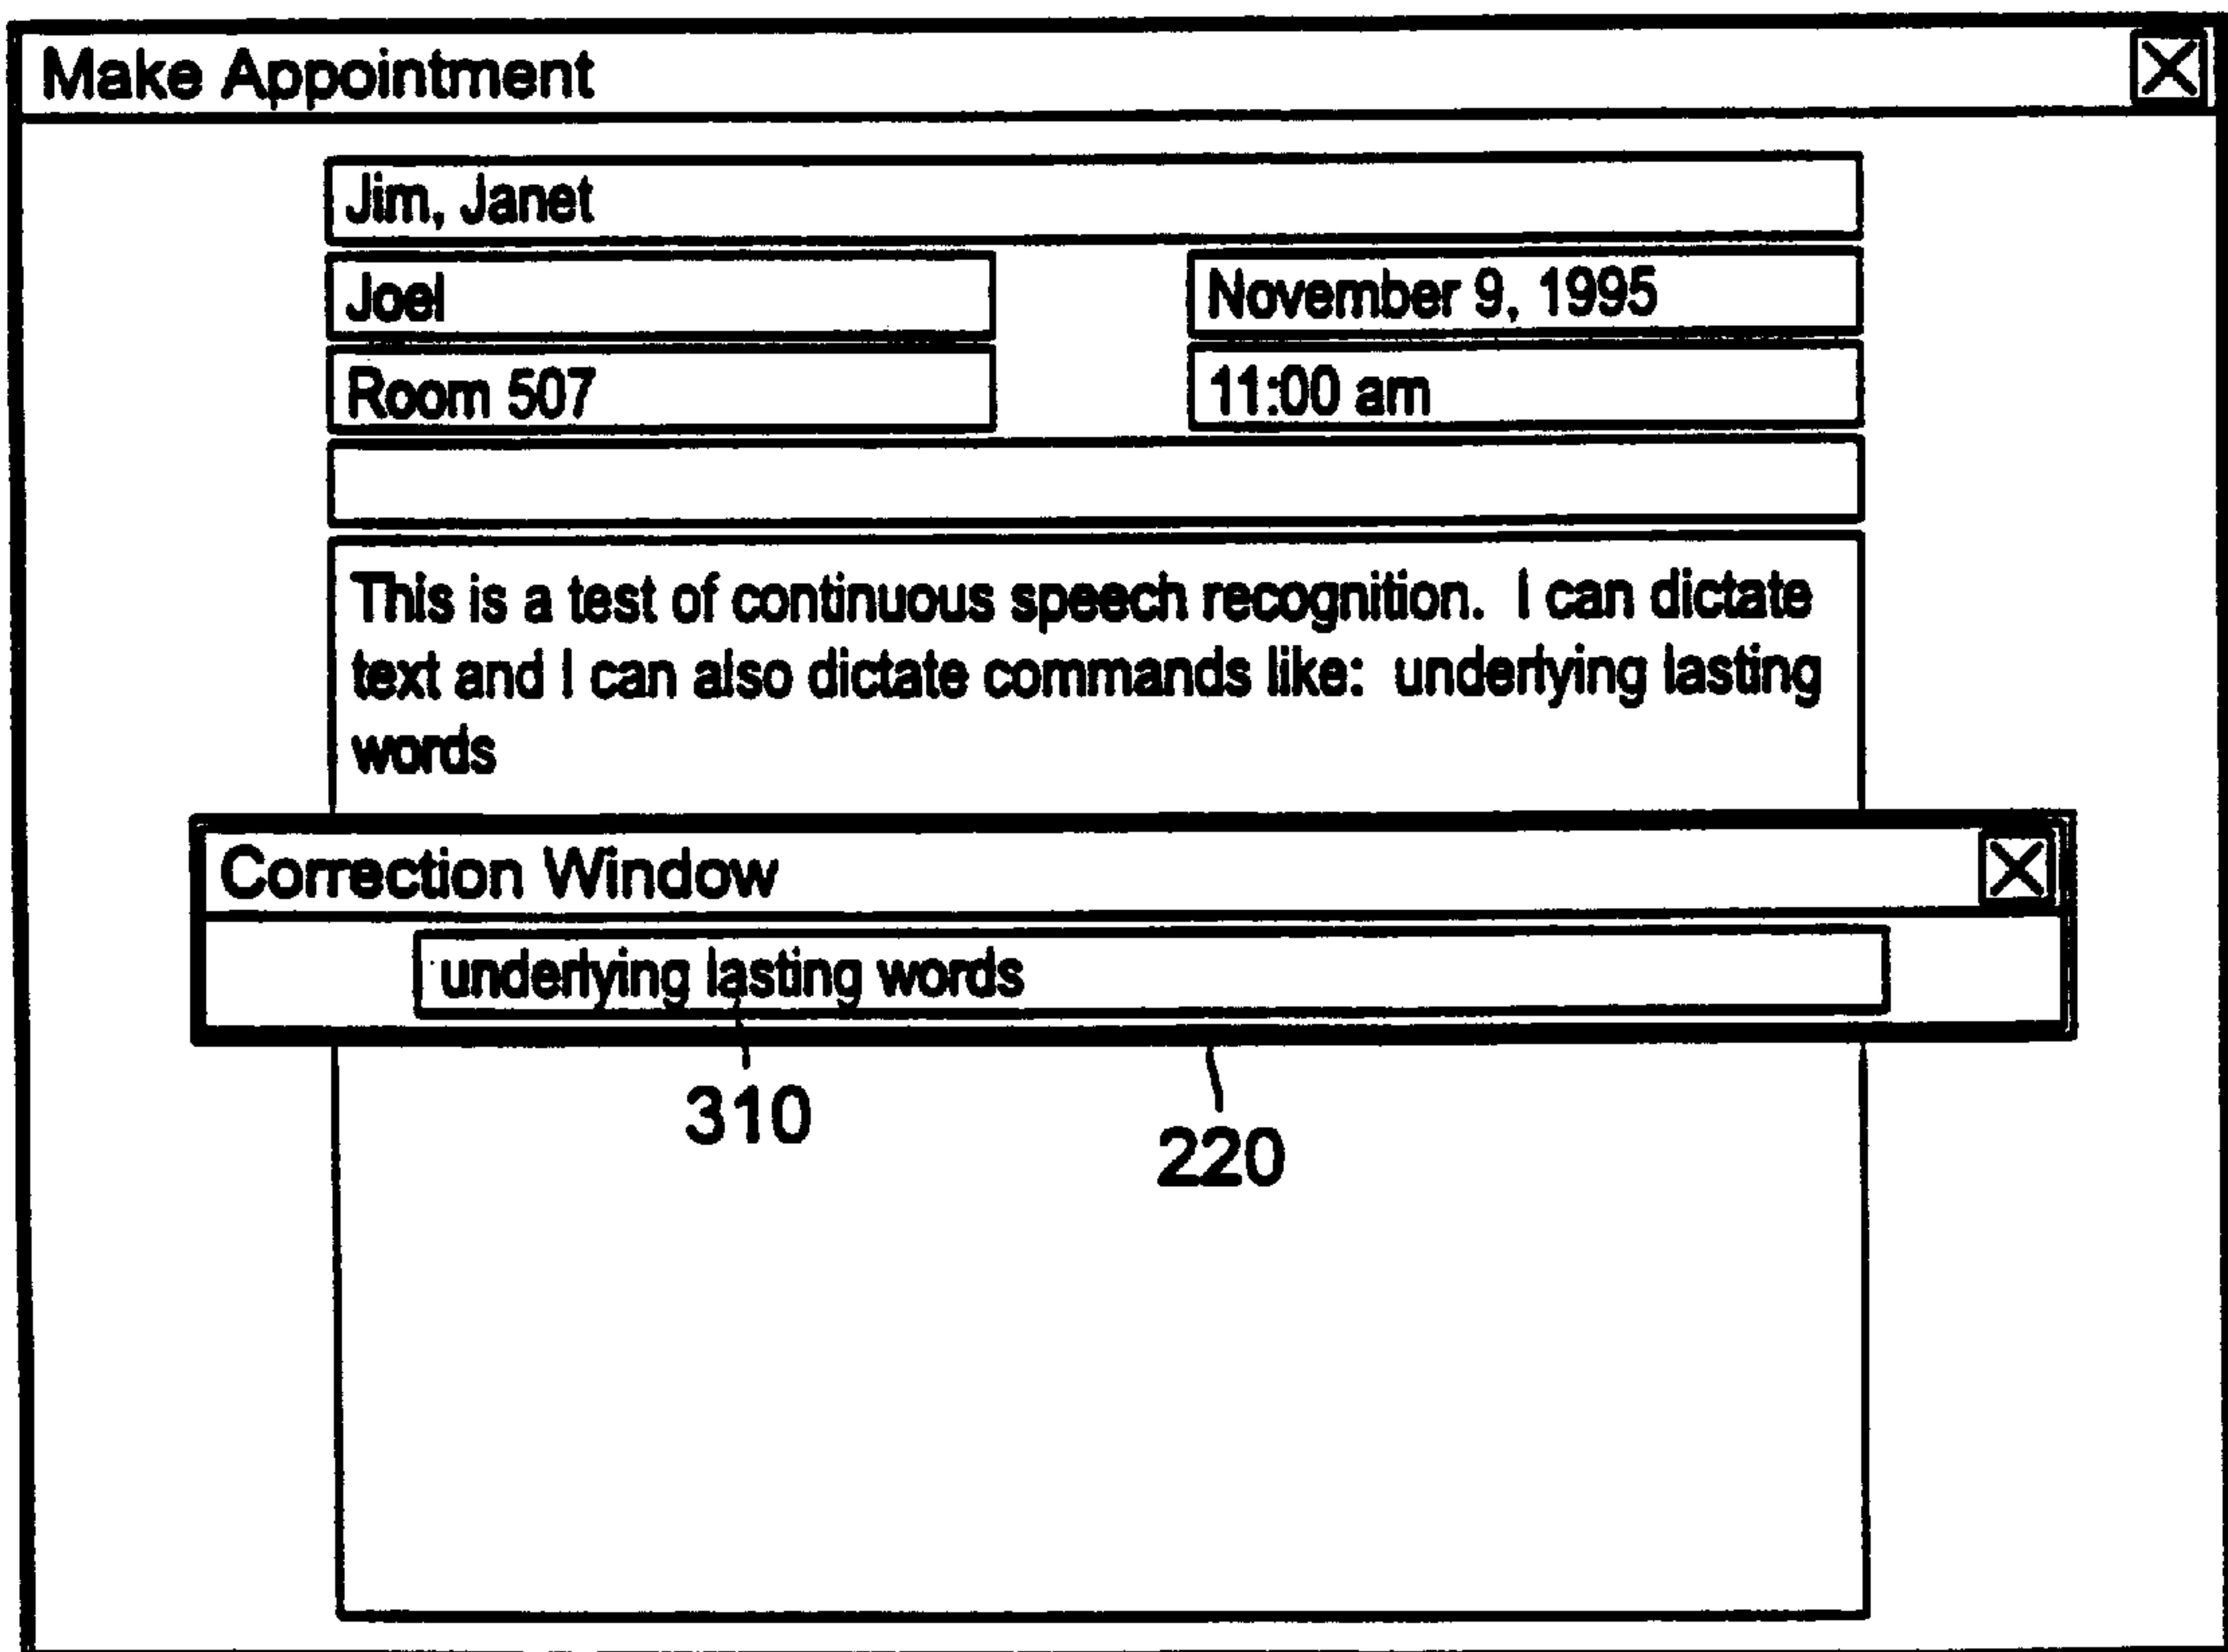 Make Appointment
Jim, Janet
Joel
November 9, 1995
Room 507
11:00 am
This is a test of continuous speech recognition.  I can dictate
text and I can also dictate commands like:  underlying lasting
words
Correction Window
underlying lasting words
310
220